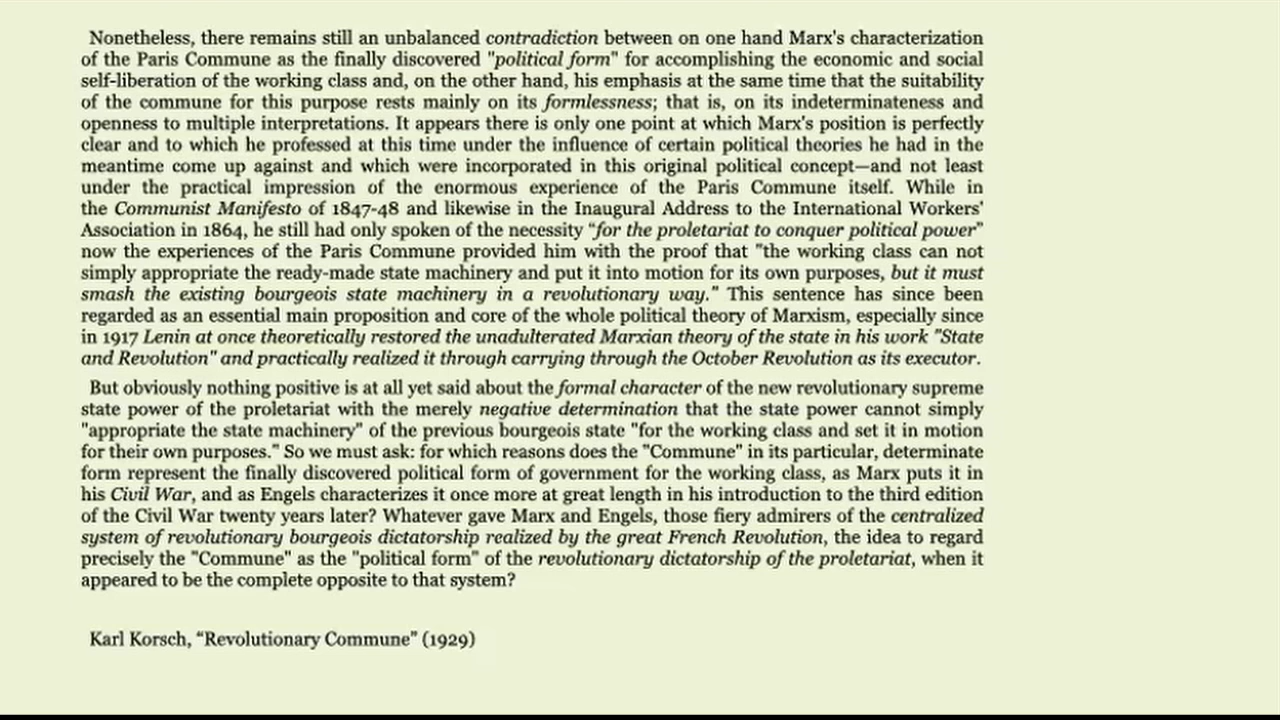 Nonetheless, there remains still an unbalanced contradiction between on one hand Marx's characterization
of the Paris Commune as the finally discovered "political form" for accomplishing the economic and social
self-liberation of the working class and, on the other hand, his emphasis at the same time that the suitability
of the commune for this purpose rests mainly on its formlessness; that is, on its indeterminateness and
openness to multiple interpretations. It appears there is only one point at which Marx's position is perfectly
clear and to which he professed at this time under the influence of certain political theories he had in the
meantime come up against and which were incorporated in this original political concept—and not least
under the practical impression of the enormous experience of the Paris Commune itself. While in
the Communist Manifesto of 1847-48 and likewise in the Inaugural Address to the International Workers'
Association in 1864, he still had only spoken of the necessity “for the proletariat to conquer political power”
now the experiences of the Paris Commune provided him with the proof that "the working class can not
simply appropriate the ready-made state machinery and put it into motion for its own purposes, but it must
smash the existing bourgeois state machinery in a revolutionary way." This sentence has since been
regarded as an essential main proposition and core of the whole political theory of Marxism, especially since
in 1917 Lenin at once theoretically restored the unadulterated Marxian theory of the state in his work "State
and Revolution" and practically realized it through carrying through the October Revolution as its executor.
But obviously nothing positive is at all yet said about the formal character of the new revolutionary supreme
state power of the proletariat with the merely negative determination that the state power cannot simply
"appropriate the state machinery" of the previous bourgeois state "for the working class and set it in motion
for their own purposes." So we must ask: for which reasons does the "Commune" in its particular, determinate
form represent the finally discovered political form of government for the working class, as Marx puts it in
his Civil War, and as Engels characterizes it once more at great length in his introduction to the third edition
of the Civil War twenty years later? Whatever gave Marx and Engels, those fiery admirers of the centralized
system of revolutionary bourgeois dictatorship realized by the great French Revolution, the idea to regard
precisely the "Commune" as the "political form" of the revolutionary dictatorship of the proletariat, when it
appeared to be the complete opposite to that system?
Karl Korsch, “Revolutionary Commune” (1929)